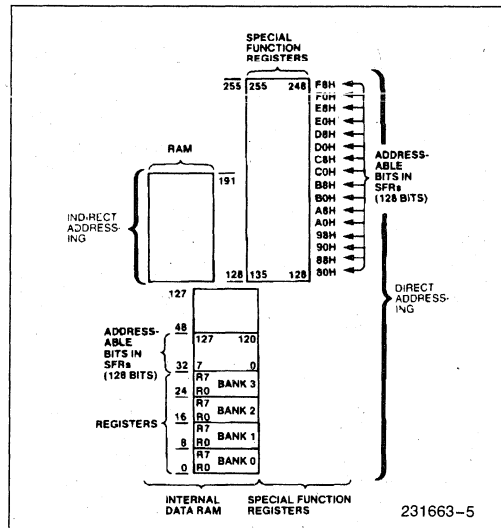 SPECIAL
FUNCTION
REGISTERS
255 255 248
F8H
F0H
E8H
E0H
D8H
D0H
C8H
C0H
B8H
B0H
A8H
A0H
98H
90H
88H
80H
ADDRESS-
ABLE
BITS IN
SFRs
(128 BITS)
RAM
191
INDIRECT
ADDRESS-
ING
128 135 128
DIRECT
ADDRESS-
ING
127
48
ADDRESS-
ABLE
BITS IN
SFRs
(128 BITS)
127 120
32 7 0
REGISTERS
R7
BANK 3
24 R0
R7
BANK 2
16 R0
R7
BANK 1
8 R0
R7
BANK 0
0 R0
INTERNAL
DATA RAM
SPECIAL FUNCTION
REGISTERS
231663-5